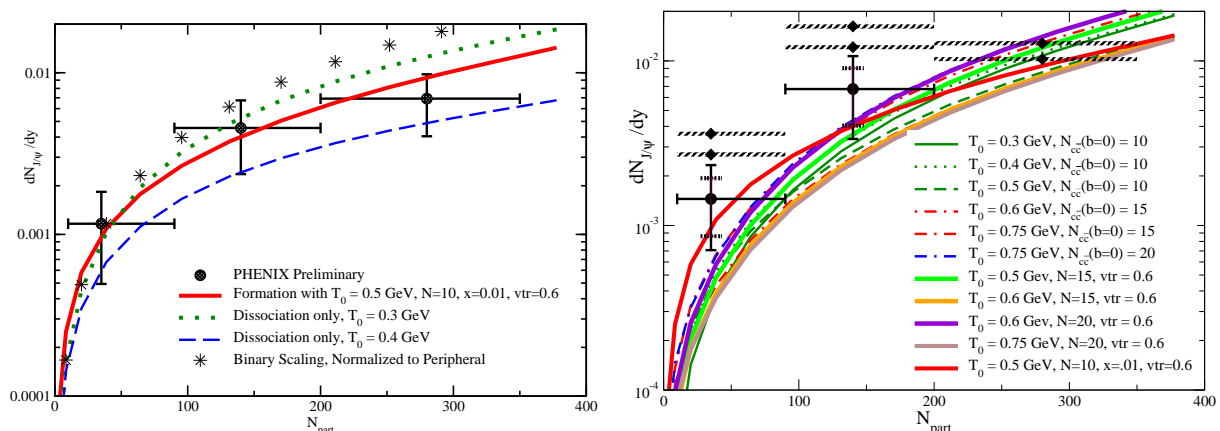 dN_J/ψ/dy
0.01
0.001
0.0001
0 100 200 300 400
N_part
PHENIX Preliminary
Formation with T_0 = 0.5 GeV, N=10, x=0.01, vtr=0.6
Dissociation only, T_0 = 0.3 GeV
Dissociation only, T_0 = 0.4 GeV
Binary Scaling, Normalized to Peripheral
dN_J/ψ/dy
10^-2
10^-3
10^-4
0 100 200 300 400
N_part
T_0 = 0.3 GeV, N_cc̄(b=0) = 10
T_0 = 0.4 GeV, N_cc̄(b=0) = 10
T_0 = 0.5 GeV, N_cc̄(b=0) = 10
T_0 = 0.6 GeV, N_cc̄(b=0) = 15
T_0 = 0.75 GeV, N_cc̄(b=0) = 15
T_0 = 0.75 GeV, N_cc̄(b=0) = 20
T_0 = 0.5 Gev, N=15, vtr = 0.6
T_0 = 0.6 GeV, N=15, vtr = 0.6
T_0 = 0.6 Gev, N=20, vtr = 0.6
T_0 = 0.75 GeV, N=20, vtr = 0.6
T_0 = 0.5 GeV, N=10, x=.01, vtr=0.6